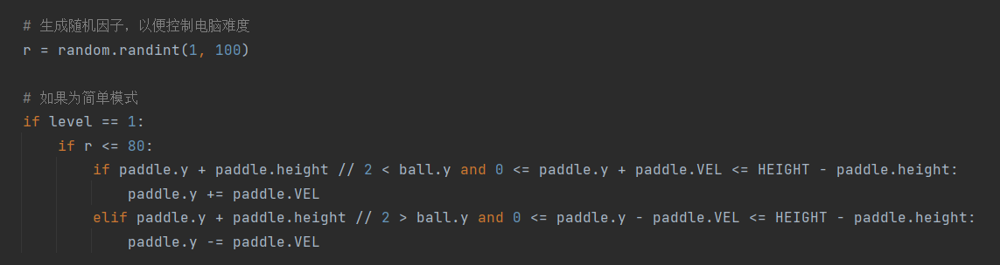 # 生成随机因子，以便控制电脑难度
r = random.randint(1, 100)
# 如果为简单模式
if level == 1:
if r <= 80:
if paddle.y + paddle.height // 2 < ball.y and 0 <= paddle.y + paddle.VEL <= HEIGHT - paddle.height:
paddle.y += paddle.VEL
elif paddle.y + paddle.height // 2 > ball.y and 0 <= paddle.y - paddle.VEL <= HEIGHT - paddle.height:
paddle.y -= paddle.VEL